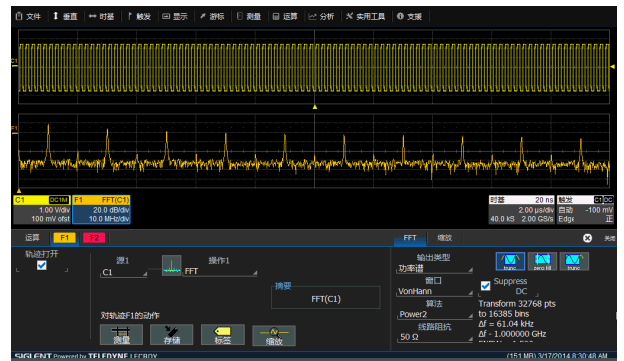 文件 垂直 时基 触发 显示 游标 测量 运算 分析 实用工具 支援
C1
F1
C1 DC1M F1 FFT(C1) 时基 20 ns 触发 C1 DC
1.00 V/div 20.0 dB/div 2.00 µs/div 自动 -100 mV
100 mV ofst 10.0 MHz/div 40.0 kS 2.00 GS/s Edge 正
运算 F1 F2 FFT 缩放 关闭
轨迹打开 源1 操作1 输出类型
C1 FFT 功率谱 trunc zero fill trunc
摘要 窗口 Suppress
FFT(C1) VonHann DC
算法 Transform 32768 pts
对轨迹F1的动作 Power2 to 16385 bins
测量 存储 标签 缩放 线路阻抗 Δf = 61.04 kHz
50 Ω Δf - 1.000000 GHz
SIGLENT Powered by TELEDYNE LECROY (151 MB) 3/17/2014 8:30:48 AM